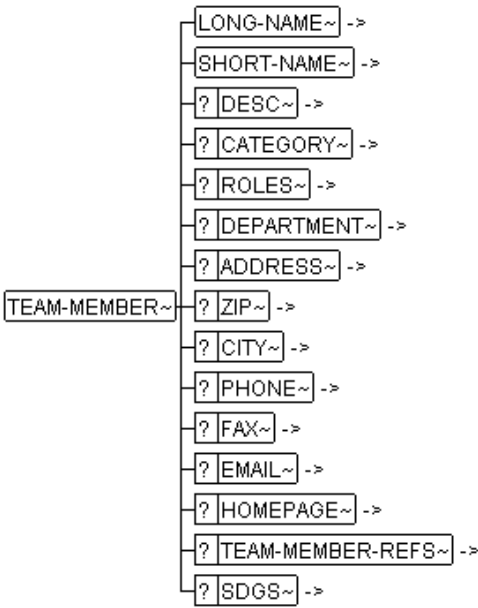 LONG-NAME~ ->
SHORT-NAME~ ->
? DESC~ ->
? CATEGORY~ ->
? ROLES~ ->
? DEPARTMENT~ ->
? ADDRESS~ ->
TEAM-MEMBER~ ? ZIP~ ->
? CITY~ ->
? PHONE~ ->
? FAX~ ->
? EMAIL~ ->
? HOMEPAGE~ ->
? TEAM-MEMBER-REFS~ ->
? SDGS~ ->